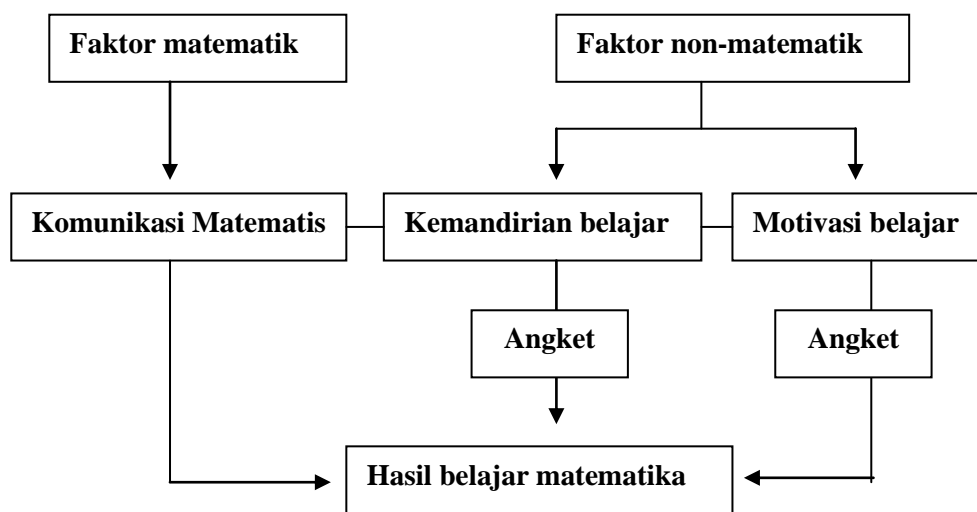 Faktor matematik
Faktor non-matematik
Komunikasi Matematis
Kemandirian belajar
Motivasi belajar
Angket
Angket
Hasil belajar matematika